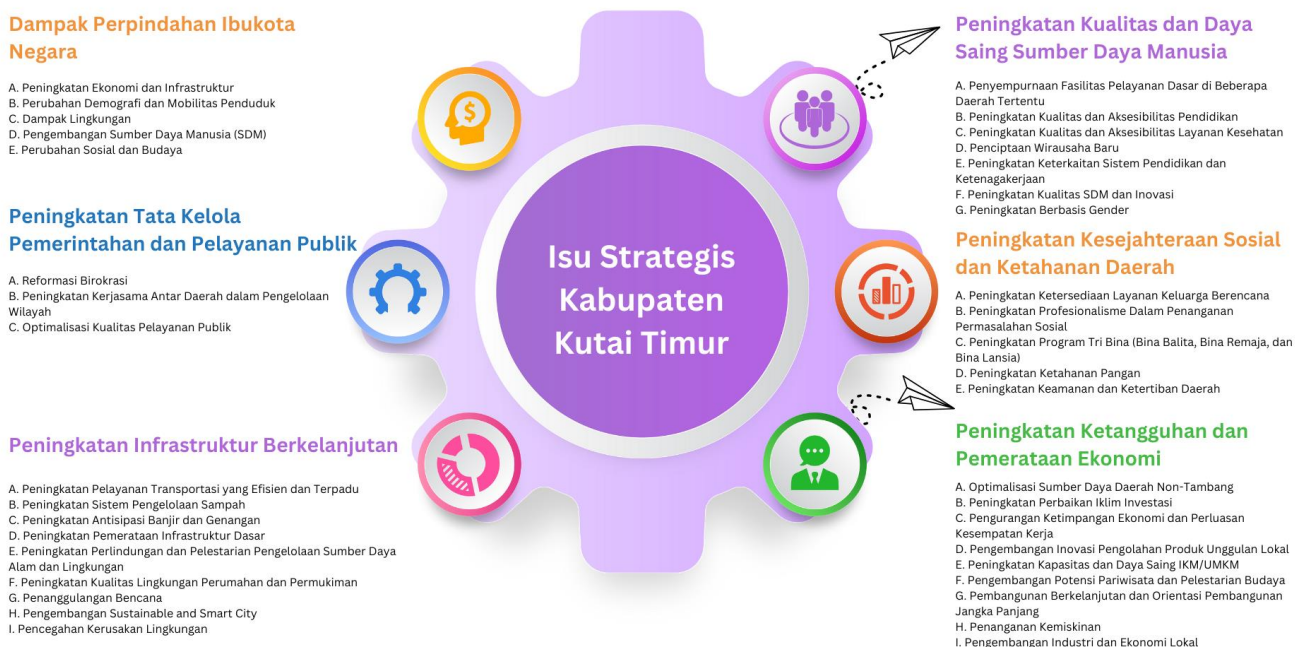 Dampak Perpindahan Ibukota
Negara
A. Peningkatan Ekonomi dan Infrastruktur
B. Perubahan Demografi dan Mobilitas Penduduk
C. Dampak Lingkungan
D. Pengembangan Sumber Daya Manusia (SDM)
E. Perubahan Sosial dan Budaya
Peningkatan Tata Kelola
Pemerintahan dan Pelayanan Publik
A. Reformasi Birokrasi
B. Peningkatan Kerjasama Antar Daerah dalam Pengelolaan
Wilayah
C. Optimalisasi Kualitas Pelayanan Publik
Peningkatan Infrastruktur Berkelanjutan
A. Peningkatan Pelayanan Transportasi yang Efisien dan Terpadu
B. Peningkatan Sistem Pengelolaan Sampah
C. Peningkatan Antisipasi Banjir dan Genangan
D. Peningkatan Pemerataan Infrastruktur Dasar
E. Peningkatan Perlindungan dan Pelestarian Pengelolaan Sumber Daya
Alam dan Lingkungan
F. Peningkatan Kualitas Lingkungan Perumahan dan Permukiman
G. Penanggulangan Bencana
H. Pengembangan Sustainable and Smart City
I. Pencegahan Kerusakan Lingkungan
$
Isu Strategis
Kabupaten
Kutai Timur
Peningkatan Kualitas dan Daya
Saing Sumber Daya Manusia
A. Penyempurnaan Fasilitas Pelayanan Dasar di Beberapa
Daerah Tertentu
B. Peningkatan Kualitas dan Aksesibilitas Pendidikan
C. Peningkatan Kualitas dan Aksesibilitas Layanan Kesehatan
D. Penciptaan Wirausaha Baru
E. Peningkatan Keterkaitan Sistem Pendidikan dan
Ketenagakerjaan
F. Peningkatan Kualitas SDM dan Inovasi
G. Peningkatan Berbasis Gender
Peningkatan Kesejahteraan Sosial
dan Ketahanan Daerah
A. Peningkatan Ketersediaan Layanan Keluarga Berencana
B. Peningkatan Profesionalisme Dalam Penanganan
Permasalahan Sosial
C. Peningkatan Program Tri Bina (Bina Balita, Bina Remaja, dan
Bina Lansia)
D. Peningkatan Ketahanan Pangan
E. Peningkatan Keamanan dan Ketertiban Daerah
Peningkatan Ketangguhan dan
Pemerataan Ekonomi
A. Optimalisasi Sumber Daya Daerah Non-Tambang
B. Peningkatan Perbaikan Iklim Investasi
C. Pengurangan Ketimpangan Ekonomi dan Perluasan
Kesempatan Kerja
D. Pengembangan Inovasi Pengolahan Produk Unggulan Lokal
E. Peningkatan Kapasitas dan Daya Saing IKM/UMKM
F. Pengembangan Potensi Pariwisata dan Pelestarian Budaya
G. Pembangunan Berkelanjutan dan Orientasi Pembangunan
Jangka Panjang
H. Penanganan Kemiskinan
I. Pengembangan Industri dan Ekonomi Lokal